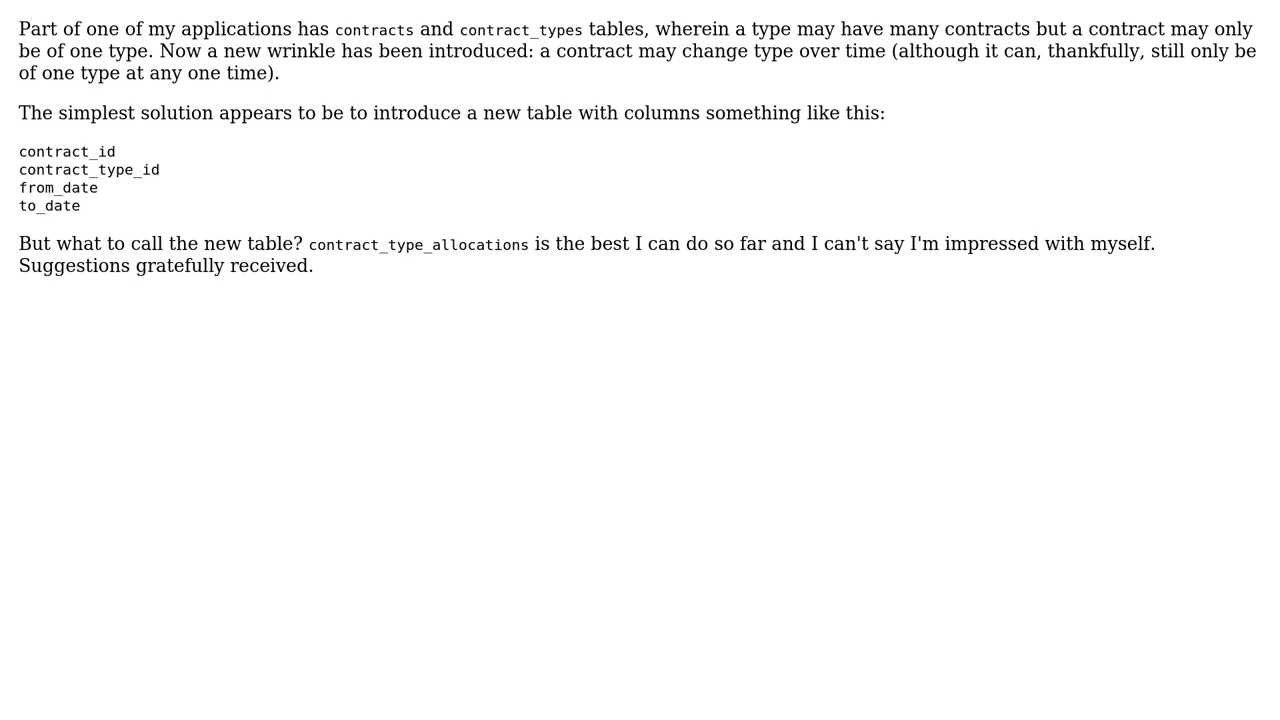 Part of one of my applications has contracts and contract_types tables, wherein a type may have many contracts but a contract may only
be of one type. Now a new wrinkle has been introduced: a contract may change type over time (although it can, thankfully, still only be
of one type at any one time).
The simplest solution appears to be to introduce a new table with columns something like this:
contract_id
contract_type_id
from_date
to_date
But what to call the new table? contract_type_allocations is the best I can do so far and I can't say I'm impressed with myself.
Suggestions gratefully received.